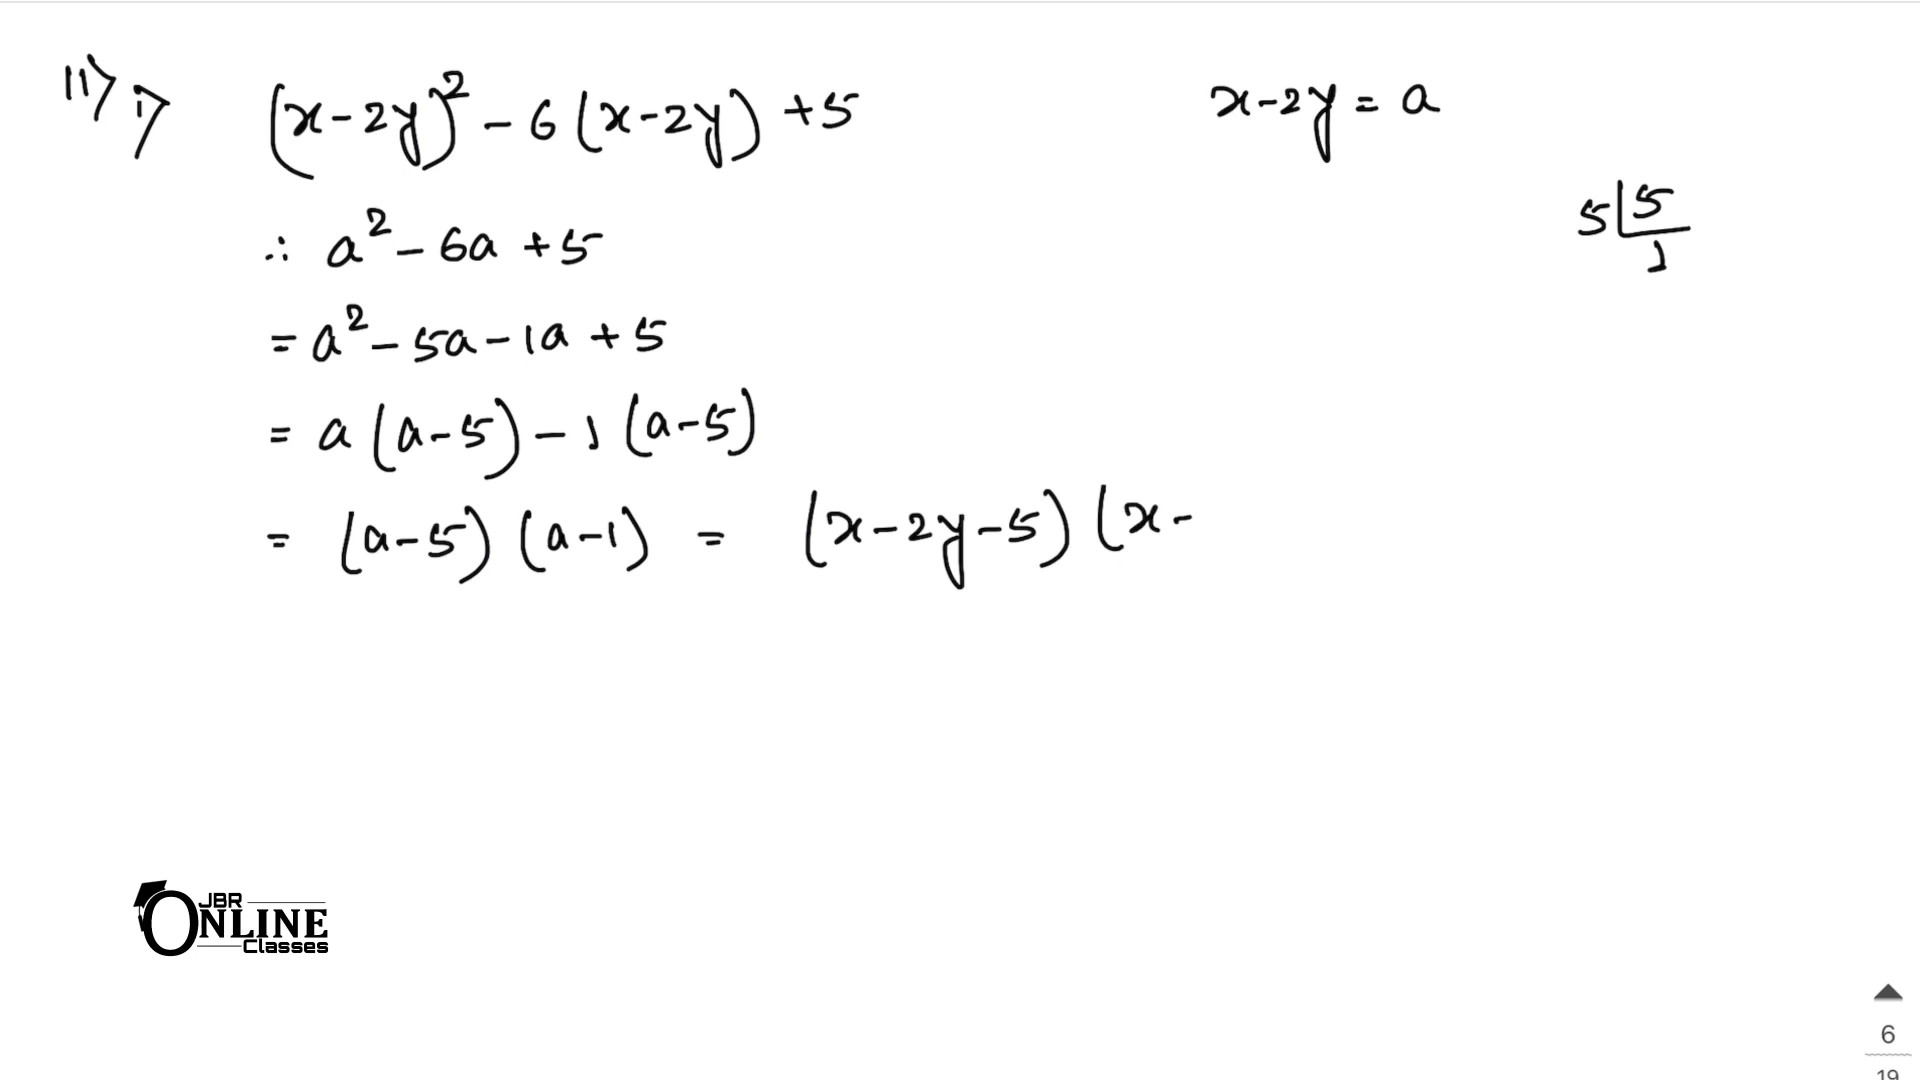 11) i) (x-2y)² - 6(x-2y) +5
x-2y = a
5|5
1
∴ a² - 6a +5
= a² - 5a - 1a + 5
= a (a-5) - 1 (a-5)
= (a-5) (a-1) = (x-2y-5) (x-
JBR
ONLINE
Classes
6
19